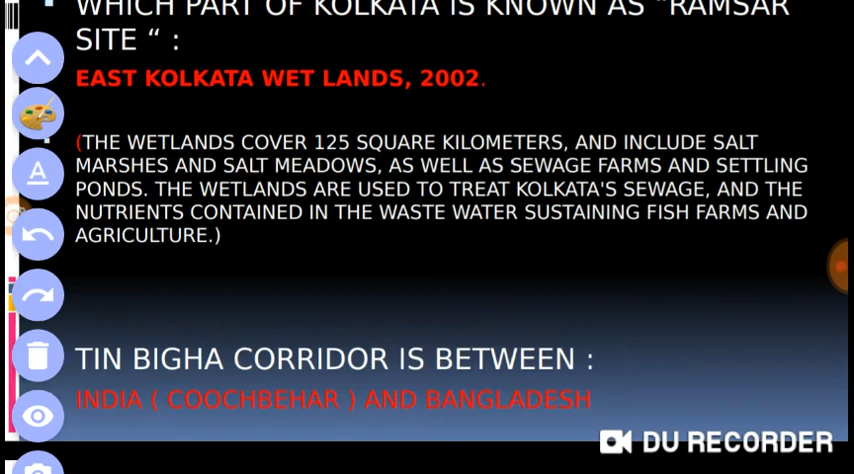 WHICH PART OF KOLKATA IS KNOWN AS "RAMSAR
SITE “ :
EAST KOLKATA WET LANDS, 2002.
(THE WETLANDS COVER 125 SQUARE KILOMETERS, AND INCLUDE SALT
MARSHES AND SALT MEADOWS, AS WELL AS SEWAGE FARMS AND SETTLING
PONDS. THE WETLANDS ARE USED TO TREAT KOLKATA'S SEWAGE, AND THE
NUTRIENTS CONTAINED IN THE WASTE WATER SUSTAINING FISH FARMS AND
AGRICULTURE.)
TIN BIGHA CORRIDOR IS BETWEEN :
INDIA ( COOCHBEHAR ) AND BANGLADESH
DU RECORDER